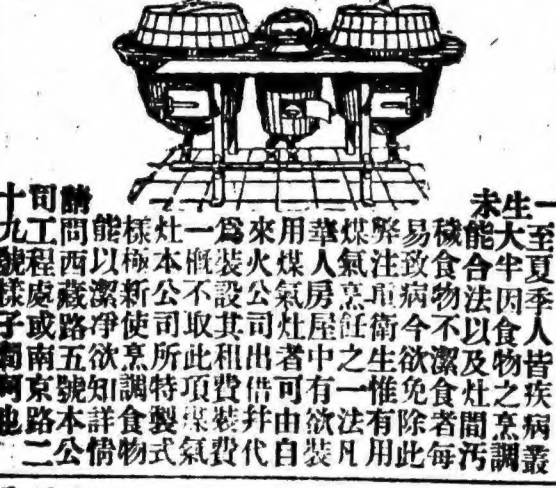 一至夏季人皆疾病叢
生大半因食物之烹調
未能合法以及灶間汚
穢食物不潔食者每
易致病今欲免除此
弊注重衛生惟有用
煤氣烹飪之一法凡
華人房屋中有欲裝
用煤氣灶者可由自
來火公司出借并代
爲裝設其租費裝費
一概不取此項煤氣
灶本公司所特製式
樣極新使烹調食物
能以潔净欲知詳情
請問西藏路五號本公
司工程處或南京路二
十九號樣子間也